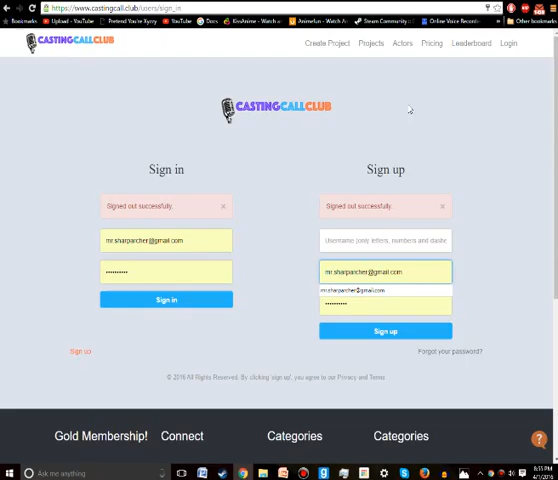 https://www.castingcall.club/users/sign_in
Bookmarks Upload - YouTube Pretend You're Xyrry YouTube Docs KissAnime - Watch a Animerlun - Watch Steam Community : Online Voice Recorder Other bookmarks
CASTINGCALLCLUB Create Project Projects Actors Pricing Leaderboard Login
CASTINGCALLCLUB
Sign in Sign up
Signed out successfully. × Signed out successfully. ×
mr.sharparcher@gmail.com Username (only letters, numbers and dashe
•••••••••• mr.sharparcher@gmail.com
mr.sharparcher@gmail.com
••••••••••
Sign in
Sign up
Sign up Forgot your password?
© 2016 All Rights Reserved. By clicking 'sign up', you agree to our Privacy and Terms
Gold Membership! Connect Categories Categories
?
Ask me anything
8:35 PM
4/1/2016